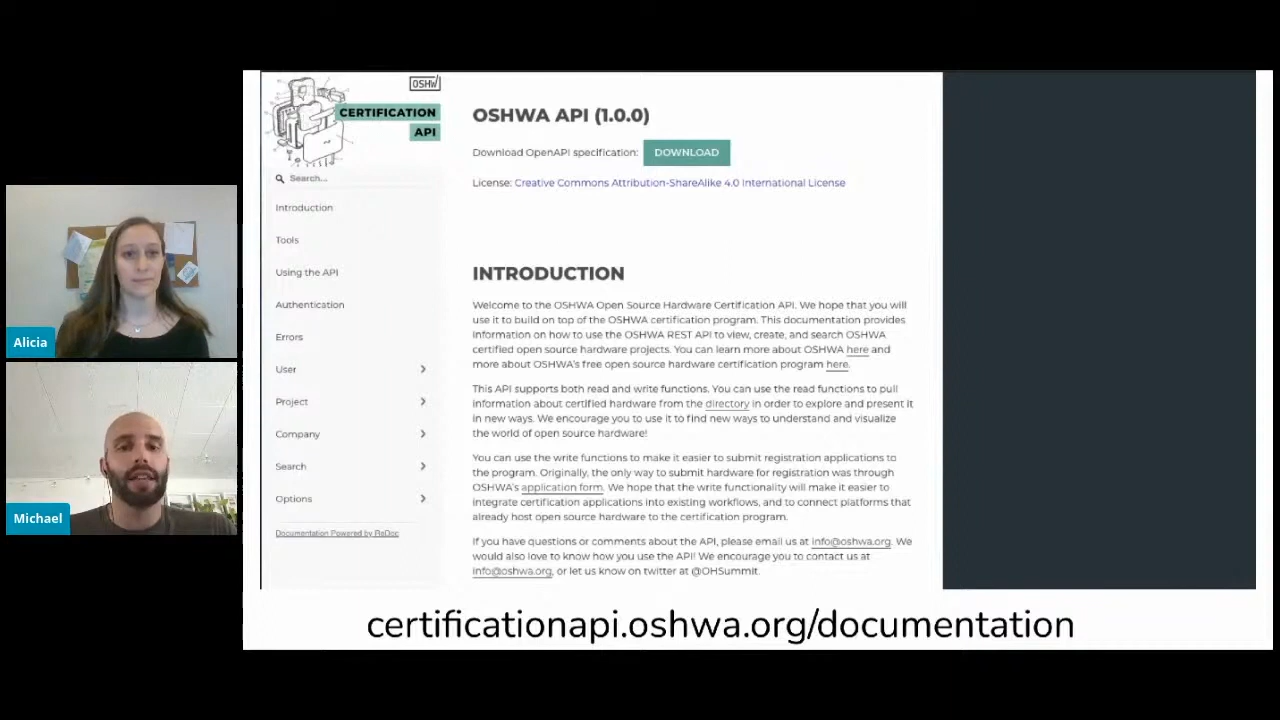 Alicia
Michael
OSHW
CERTIFICATION
API
Search...
Introduction
Tools
Using the API
Authentication
Errors
User
Project
Company
Search
Options
Documentation Powered by ReDoc
OSHWA API (1.0.0)
Download OpenAPI specification: DOWNLOAD
License: Creative Commons Attribution-ShareAlike 4.0 International License
INTRODUCTION
Welcome to the OSHWA Open Source Hardware Certification API. We hope that you will
use it to build on top of the OSHWA certification program. This documentation provides
information on how to use the OSHWA REST API to view, create, and search OSHWA
certified open source hardware projects. You can learn more about OSHWA here and
more about OSHWA's free open source hardware certification program here.
This API supports both read and write functions. You can use the read functions to pull
information about certified hardware from the directory in order to explore and present it
in new ways. We encourage you to use it to find new ways to understand and visualize
the world of open source hardware!
You can use the write functions to make it easier to submit registration applications to
the program. Originally, the only way to submit hardware for registration was through
OSHWA's application form. We hope that the write functionality will make it easier to
integrate certification applications into existing workflows, and to connect platforms that
already host open source hardware to the certification program.
If you have questions or comments about the API, please email us at info@oshwa.org. We
would also love to know how you use the API! We encourage you to contact us at
info@oshwa.org, or let us know on twitter at @OHSummit.
certificationapi.oshwa.org/documentation